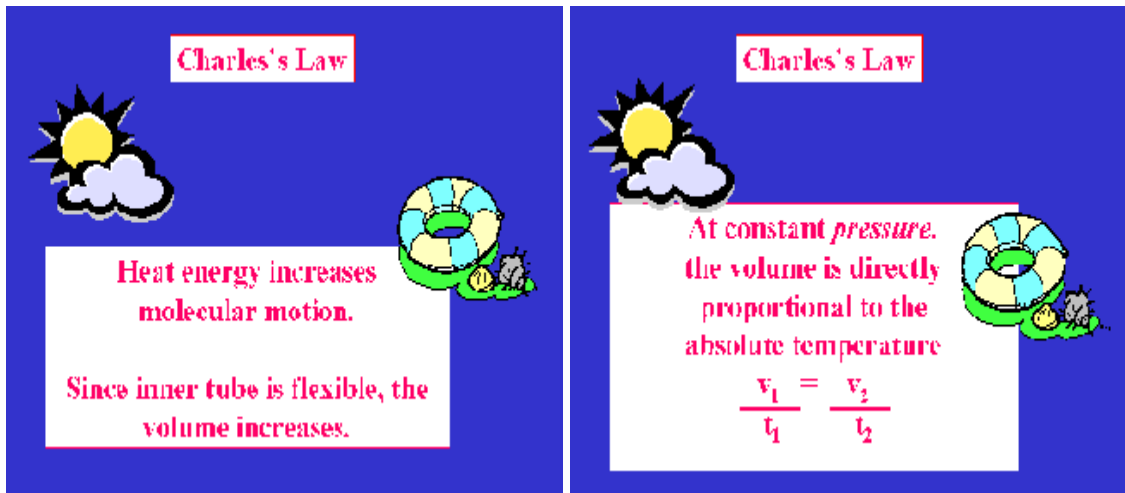 Charles's Law
Heat energy increases
molecular motion.
Since inner tube is flexible, the
volume increases.
Charles's Law
At constant pressure.
the volume is directly
proportional to the
absolute temperature
v₁ = v₂
t₁ t₂